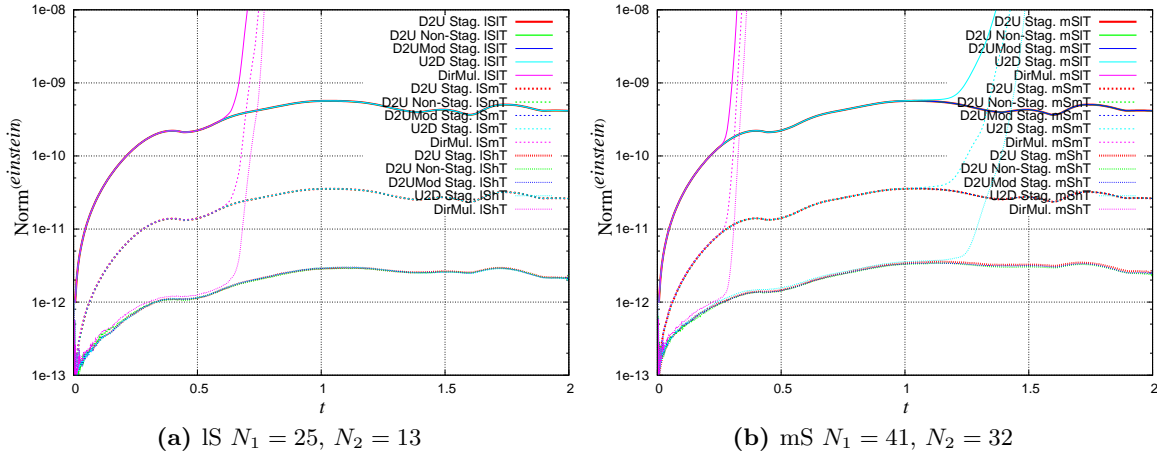 1e-08
1e-09
1e-10
1e-11
1e-12
1e-13
Norm(einstein)
0
0.5
1
1.5
2
t
D2U Stag. lSlT
D2U Non-Stag. lSlT
D2UMod Stag. lSlT
U2D Stag. lSlT
DirMul. lSlT
D2U Stag. lSmT
D2U Non-Stag. lSmT
D2UMod Stag. lSmT
U2D Stag. lSmT
DirMul. lSmT
D2U Stag. lShT
D2U Non-Stag. lShT
D2UMod Stag. lShT
U2D Stag. lShT
DirMul. lShT
(a) lS N₁ = 25, N₂ = 13
1e-08
1e-09
1e-10
1e-11
1e-12
1e-13
Norm(einstein)
0
0.5
1
1.5
2
t
D2U Stag. mSlT
D2U Non-Stag. mSlT
D2UMod Stag. mSlT
U2D Stag. mSlT
DirMul. mSlT
D2U Stag. mSmT
D2U Non-Stag. mSmT
D2UMod Stag. mSmT
U2D Stag. mSmT
DirMul. mSmT
D2U Stag. mShT
D2U Non-Stag. mShT
D2UMod Stag. mShT
U2D Stag. mShT
DirMul. mShT
(b) mS N₁ = 41, N₂ = 32